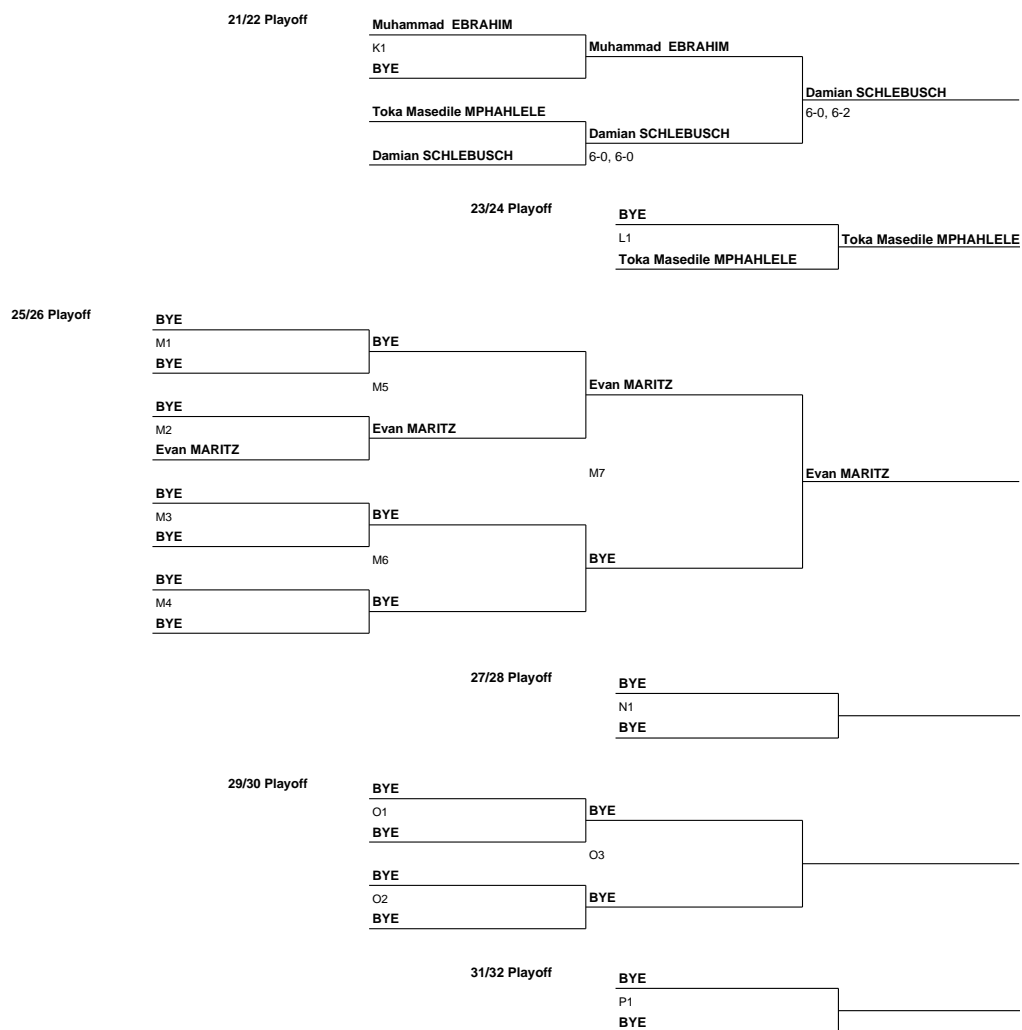 21/22 Playoff
Muhammad  EBRAHIM
K1
Muhammad  EBRAHIM
BYE
Damian SCHLEBUSCH
Toka Masedile MPHAHLELE
6-0, 6-2
Damian SCHLEBUSCH
Damian SCHLEBUSCH
6-0, 6-0
23/24 Playoff
BYE
L1
Toka Masedile MPHAHLELE
Toka Masedile MPHAHLELE
25/26 Playoff
BYE
M1
BYE
BYE
M5
Evan MARITZ
BYE
M2
Evan MARITZ
Evan MARITZ
M7
Evan MARITZ
BYE
M3
BYE
BYE
M6
BYE
BYE
M4
BYE
BYE
27/28 Playoff
BYE
N1
BYE
29/30 Playoff
BYE
O1
BYE
BYE
O3
BYE
O2
BYE
BYE
31/32 Playoff
BYE
P1
BYE